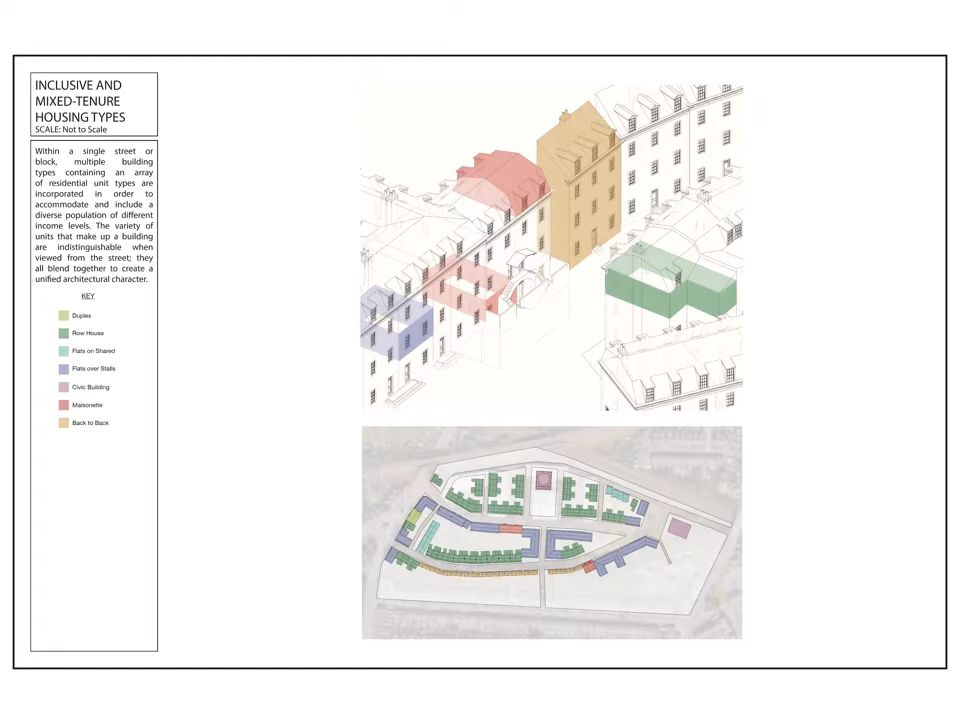 INCLUSIVE AND
MIXED-TENURE
HOUSING TYPES
SCALE: Not to Scale
Within a single street or
block, multiple building
types containing an array
of residential unit types are
incorporated in order to
accommodate and include a
diverse population of different
income levels. The variety of
units that make up a building
are indistinguishable when
viewed from the street; they
all blend together to create a
unified architectural character.
KEY
Duplex
Row House
Flats on Shared
Flats over Stalls
Civic Building
Maisonette
Back to Back